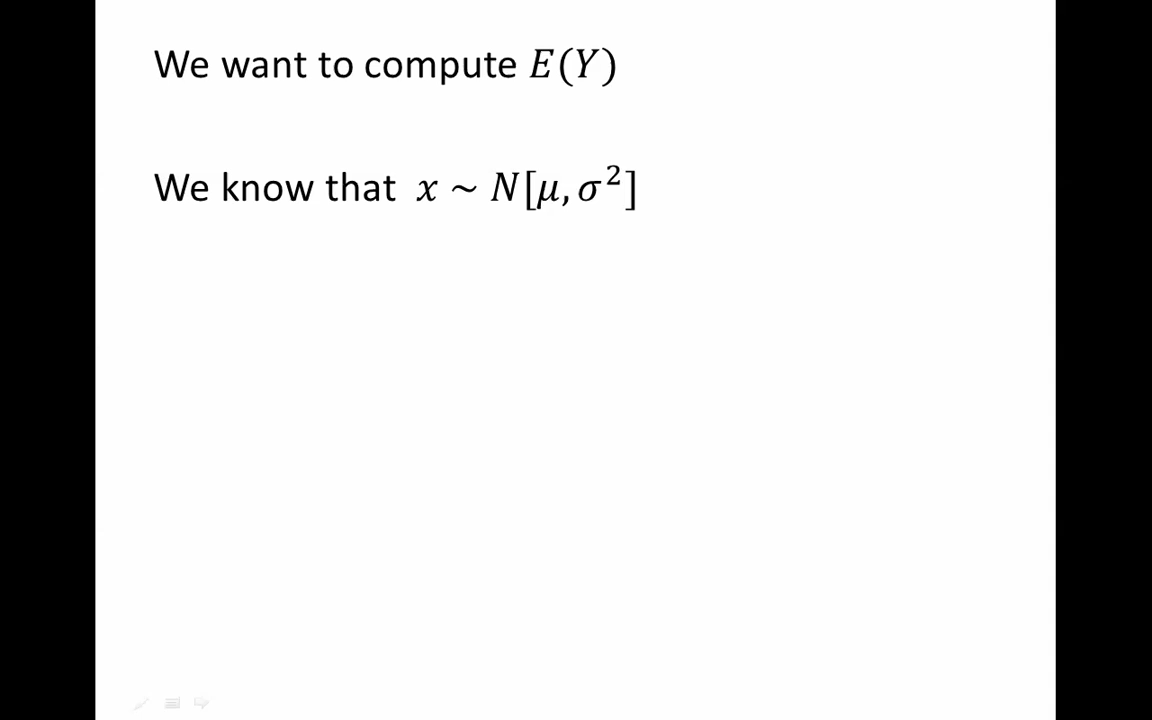 We want to compute E(Y)
We know that x ~ N[μ, σ²]